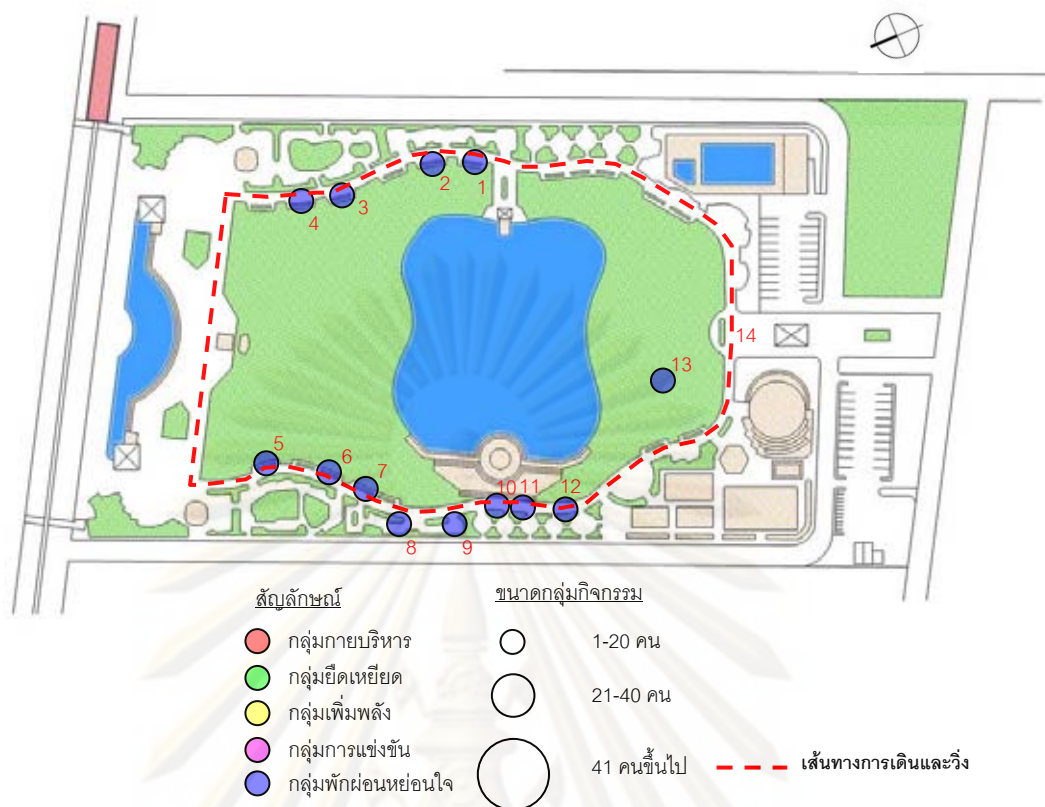 1
2
3
4
14
13
5
6
7
10 11 12
8
9
สัญลักษณ์
ขนาดกลุ่มกิจกรรม
กลุ่มกายบริหาร
1-20 คน
กลุ่มยืดเหยียด
21-40 คน
กลุ่มเพิ่มพลัง
กลุ่มการแข่งขัน
41 คนขึ้นไป
เส้นทางการเดินและวิ่ง
กลุ่มพักผ่อนหย่อนใจ